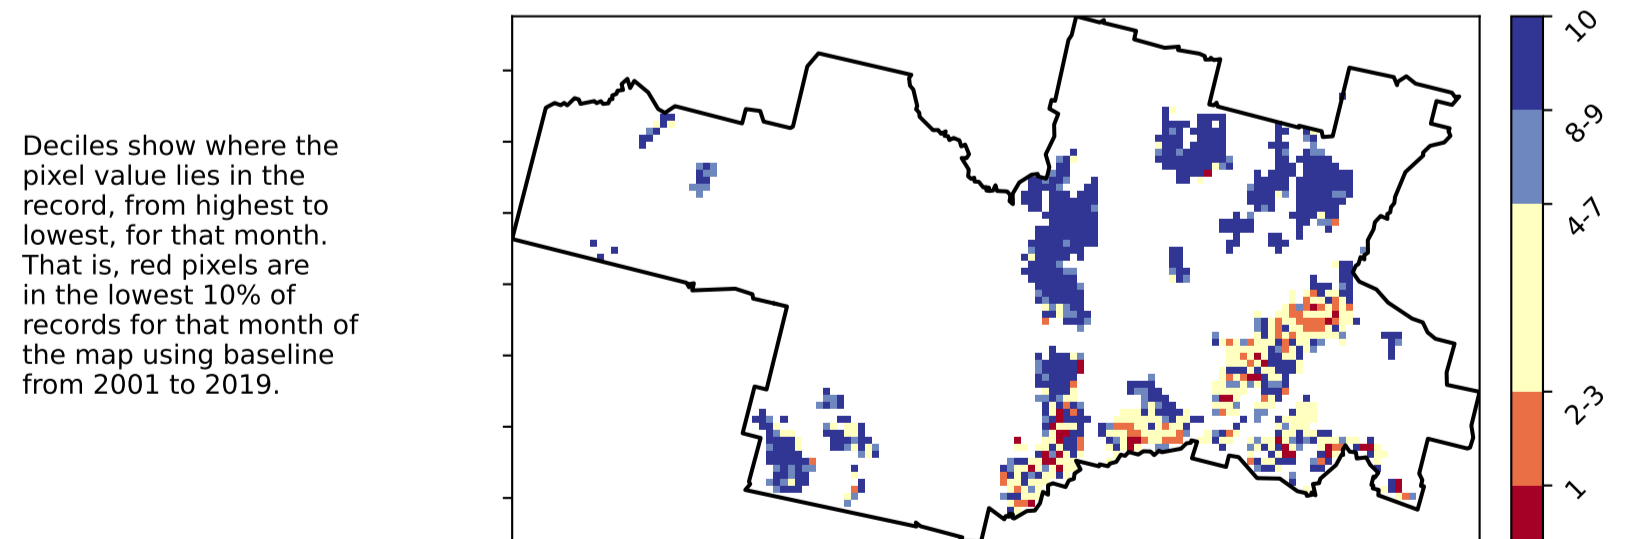 Deciles show where the
pixel value lies in the
record, from highest to
lowest, for that month.
That is, red pixels are
in the lowest 10% of
records for that month of
the map using baseline
from 2001 to 2019.
10
8-9
4-7
2-3
1